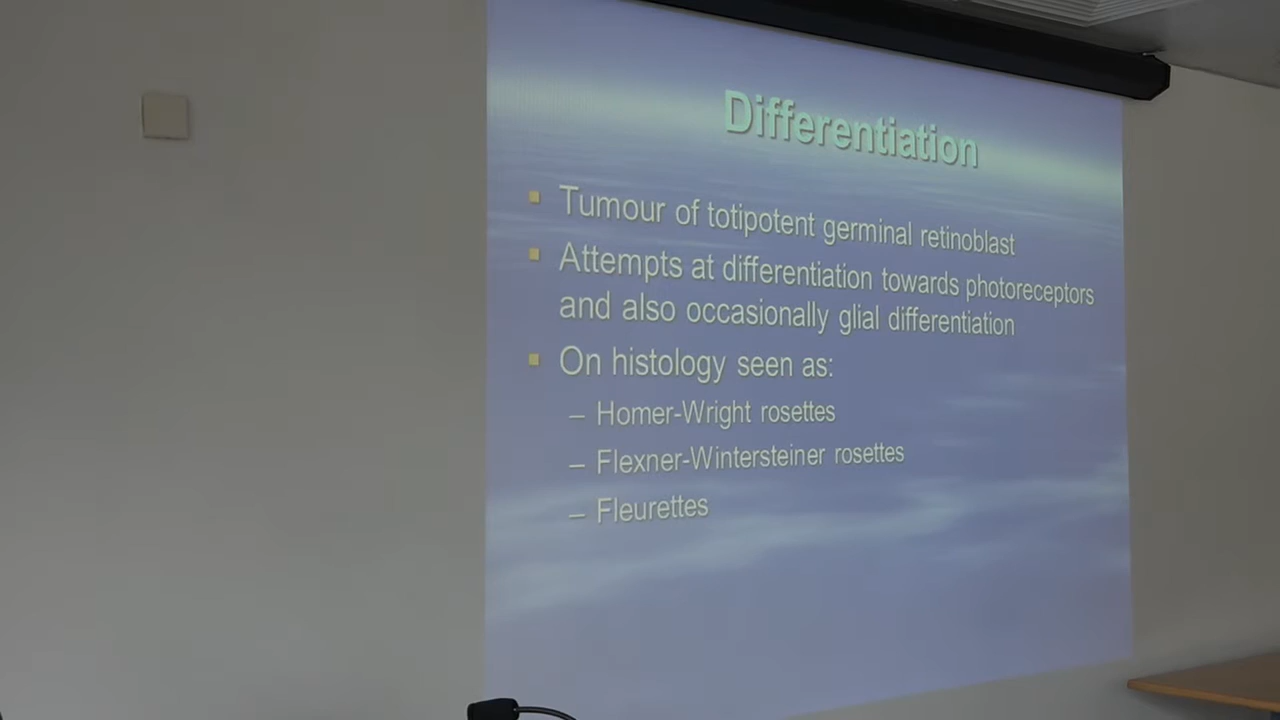 Differentiation
Tumour of totipotent germinal retinoblast
Attempts at differentiation towards photoreceptors
and also occasionally glial differentiation
On histology seen as:
– Homer-Wright rosettes
– Flexner-Wintersteiner rosettes
– Fleurettes